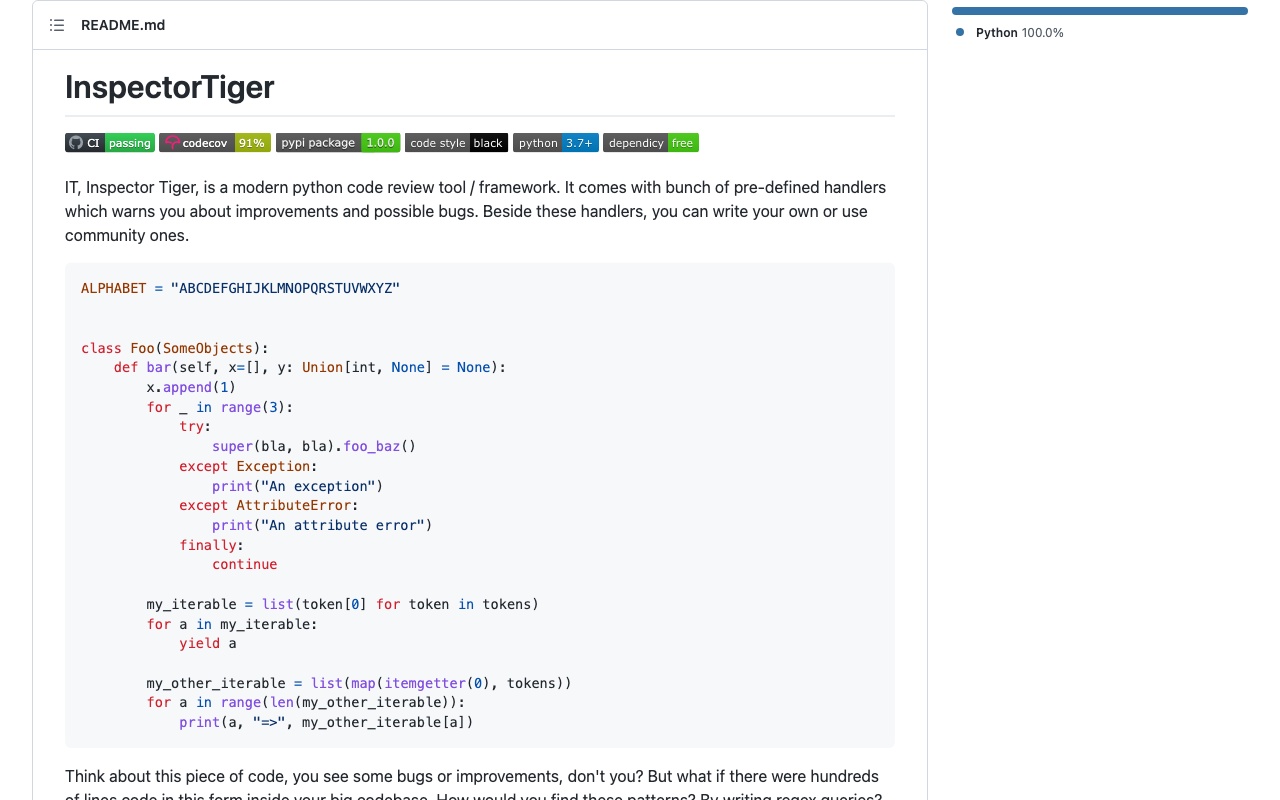 README.md
Python 100.0%
InspectorTiger
CI passing codecov 91% pypi package 1.0.0 code style black python 3.7+ dependicy free
IT, Inspector Tiger, is a modern python code review tool / framework. It comes with bunch of pre-defined handlers
which warns you about improvements and possible bugs. Beside these handlers, you can write your own or use
community ones.
ALPHABET = "ABCDEFGHIJKLMNOPQRSTUVWXYZ"
class Foo(SomeObjects):
    def bar(self, x=[], y: Union[int, None] = None):
        x.append(1)
        for _ in range(3):
            try:
                super(bla, bla).foo_baz()
            except Exception:
                print("An exception")
            except AttributeError:
                print("An attribute error")
            finally:
                continue
        my_iterable = list(token[0] for token in tokens)
        for a in my_iterable:
            yield a
        my_other_iterable = list(map(itemgetter(0), tokens))
        for a in range(len(my_other_iterable)):
            print(a, "=>", my_other_iterable[a])
Think about this piece of code, you see some bugs or improvements, don't you? But what if there were hundreds
of lines code in this form inside your big codebase. How would you find these patterns? By writing regex queries?